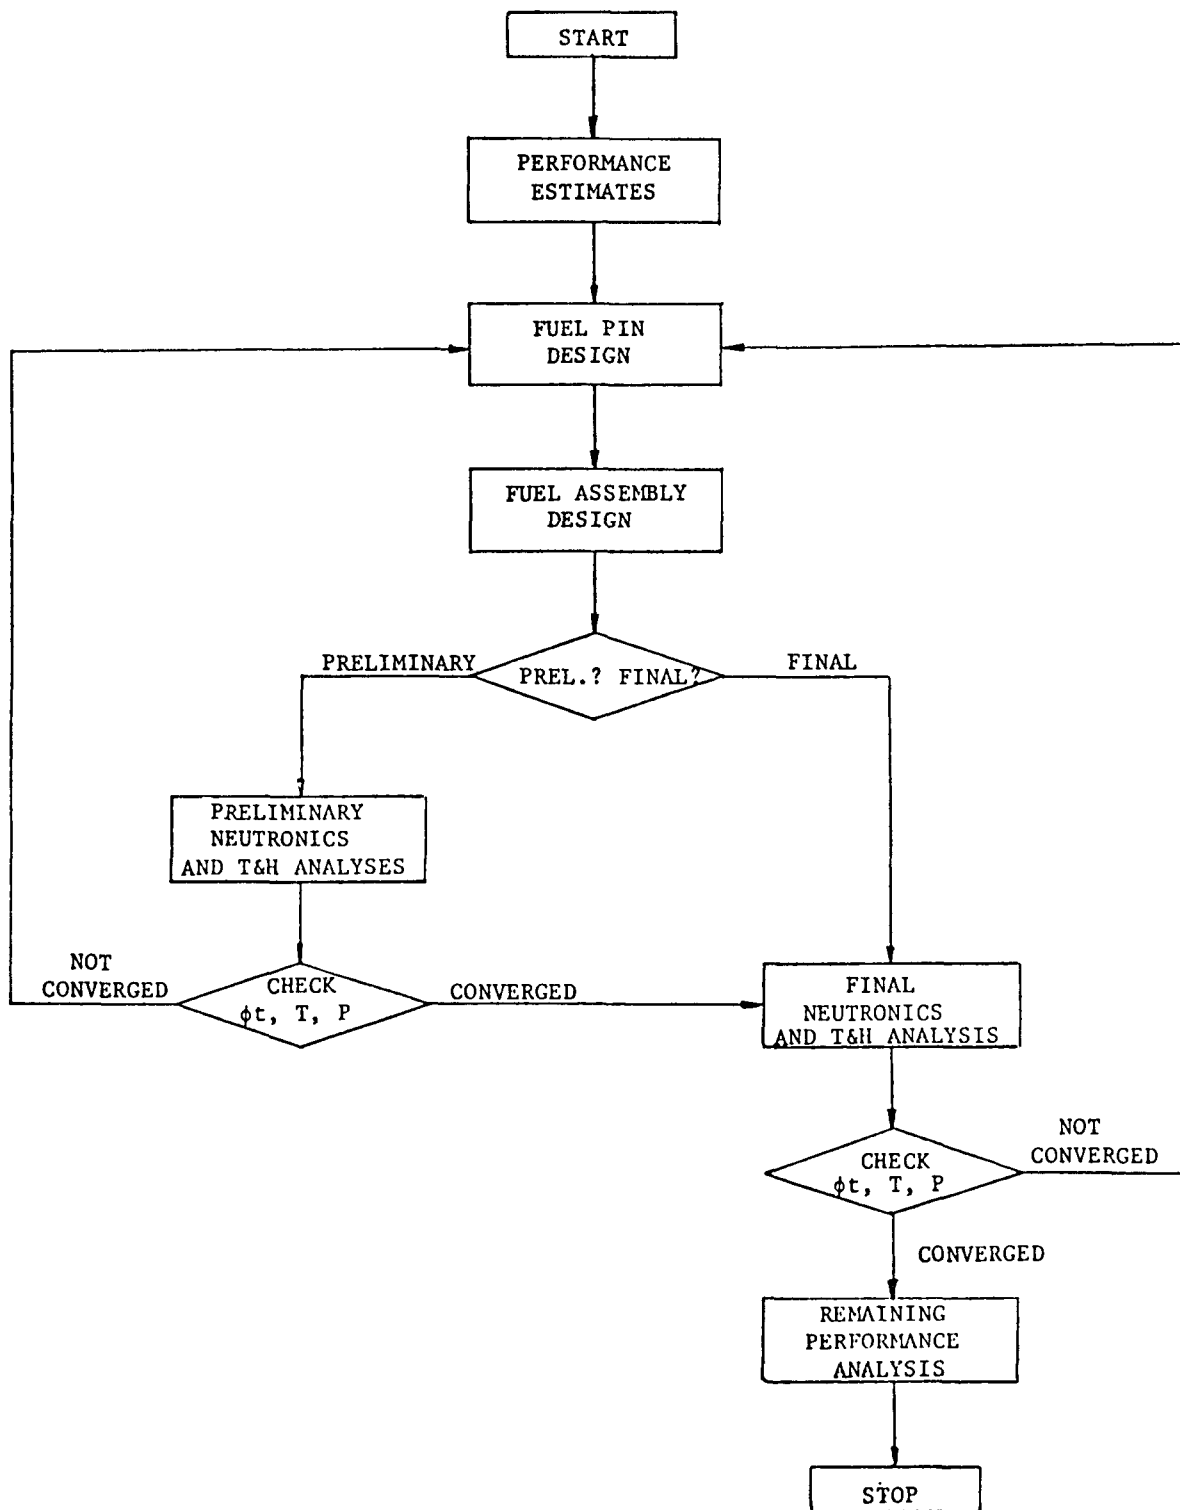 START
PERFORMANCE
ESTIMATES
FUEL PIN
DESIGN
FUEL ASSEMBLY
DESIGN
PRELIMINARY
PREL.? FINAL?
FINAL
PRELIMINARY
NEUTRONICS
AND T&H ANALYSES
NOT
CONVERGED
CHECK
ϕt, T, P
CONVERGED
FINAL
NEUTRONICS
AND T&H ANALYSIS
CHECK
ϕt, T, P
NOT
CONVERGED
CONVERGED
REMAINING
PERFORMANCE
ANALYSIS
STOP